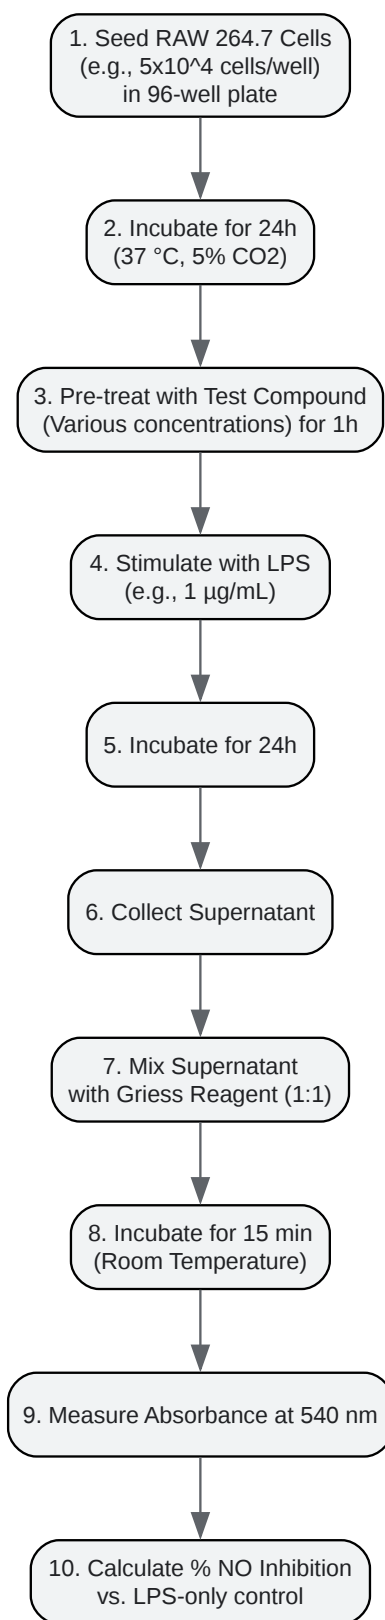 1. Seed RAW 264.7 Cells
(e.g., 5x10^4 cells/well)
in 96-well plate
2. Incubate for 24h
(37 °C, 5% CO2)
3. Pre-treat with Test Compound
(Various concentrations) for 1h
4. Stimulate with LPS
(e.g., 1 µg/mL)
5. Incubate for 24h
6. Collect Supernatant
7. Mix Supernatant
with Griess Reagent (1:1)
8. Incubate for 15 min
(Room Temperature)
9. Measure Absorbance at 540 nm
10. Calculate % NO Inhibition
vs. LPS-only control